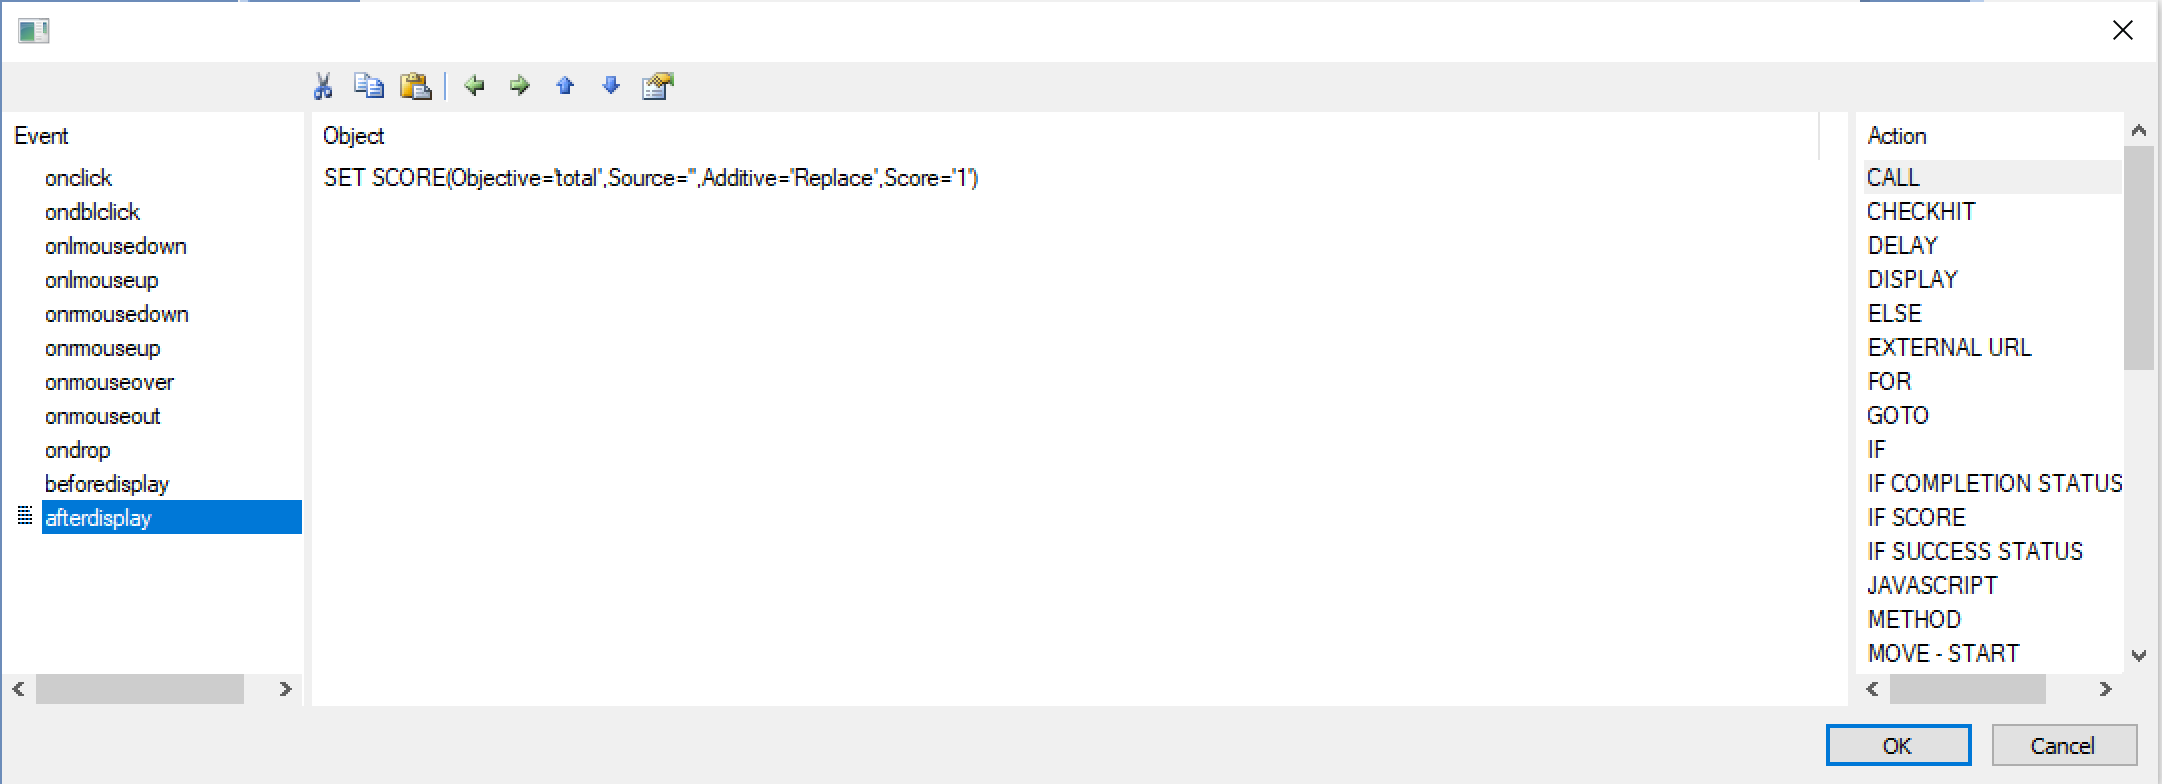 Event
onclick
ondblclick
onlmousedown
onlmouseup
onrmousedown
onrmouseup
onmouseover
onmouseout
ondrop
beforedisplay
afterdisplay
Object
SET SCORE(Objective='total',Source='',Additive='Replace',Score='1')
Action
CALL
CHECKHIT
DELAY
DISPLAY
ELSE
EXTERNAL URL
FOR
GOTO
IF
IF COMPLETION STATUS
IF SCORE
IF SUCCESS STATUS
JAVASCRIPT
METHOD
MOVE - START
OK
Cancel